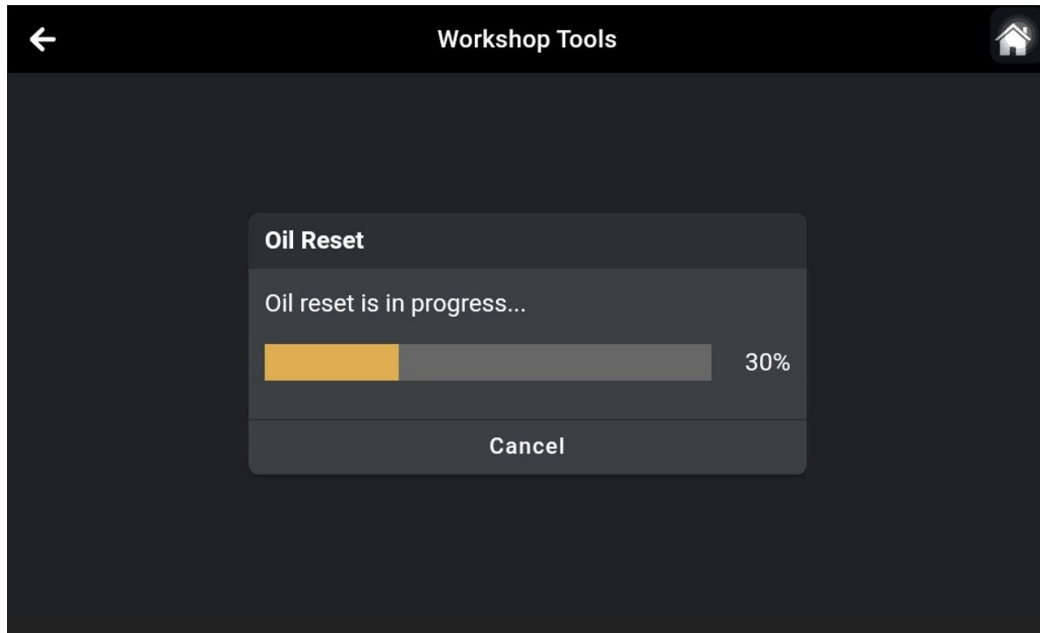 Workshop Tools
Oil Reset
Oil reset is in progress...
30%
Cancel